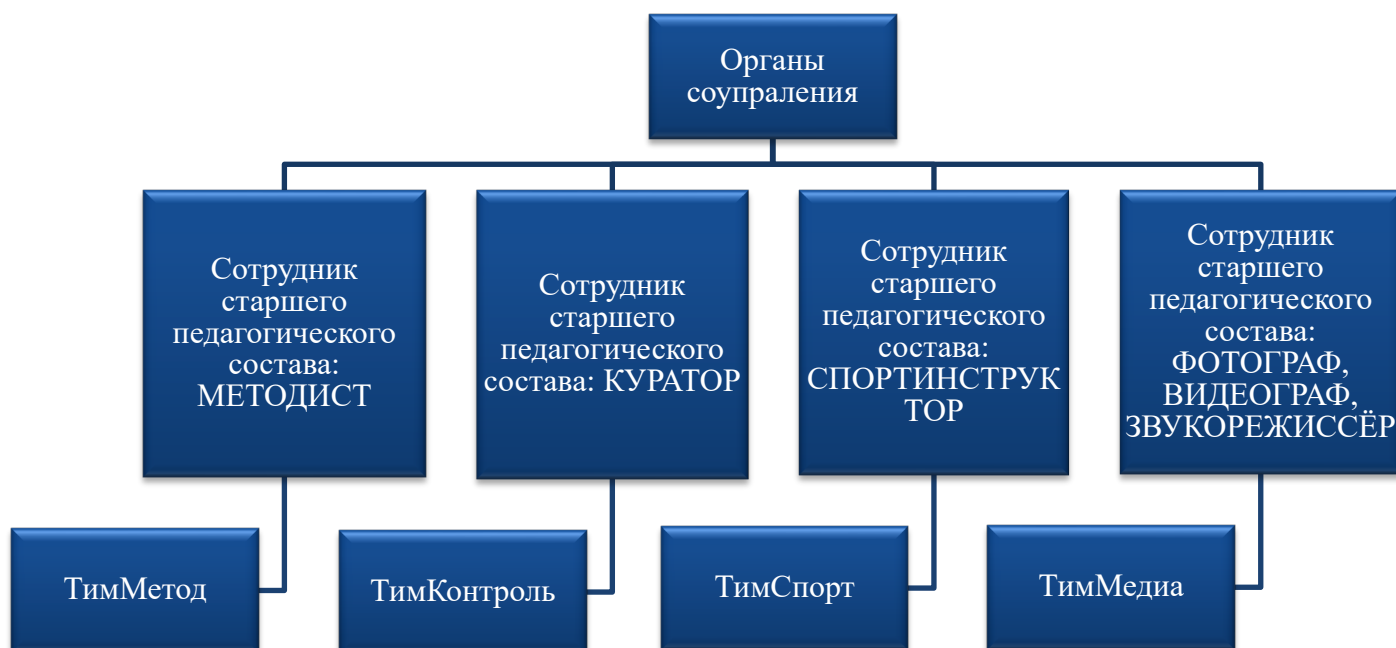 Органы
соупраления
Сотрудник
старшего
педагогического
состава:
МЕТОДИСТ
Сотрудник
старшего
педагогического
состава: КУРАТОР
Сотрудник
старшего
педагогического
состава:
СПОРТИНСТРУК
ТОР
Сотрудник
старшего
педагогического
состава:
ФОТОГРАФ,
ВИДЕОГРАФ,
ЗВУКОРЕЖИССЁР
ТимМетод
ТимКонтроль
ТимСпорт
ТимМедиа